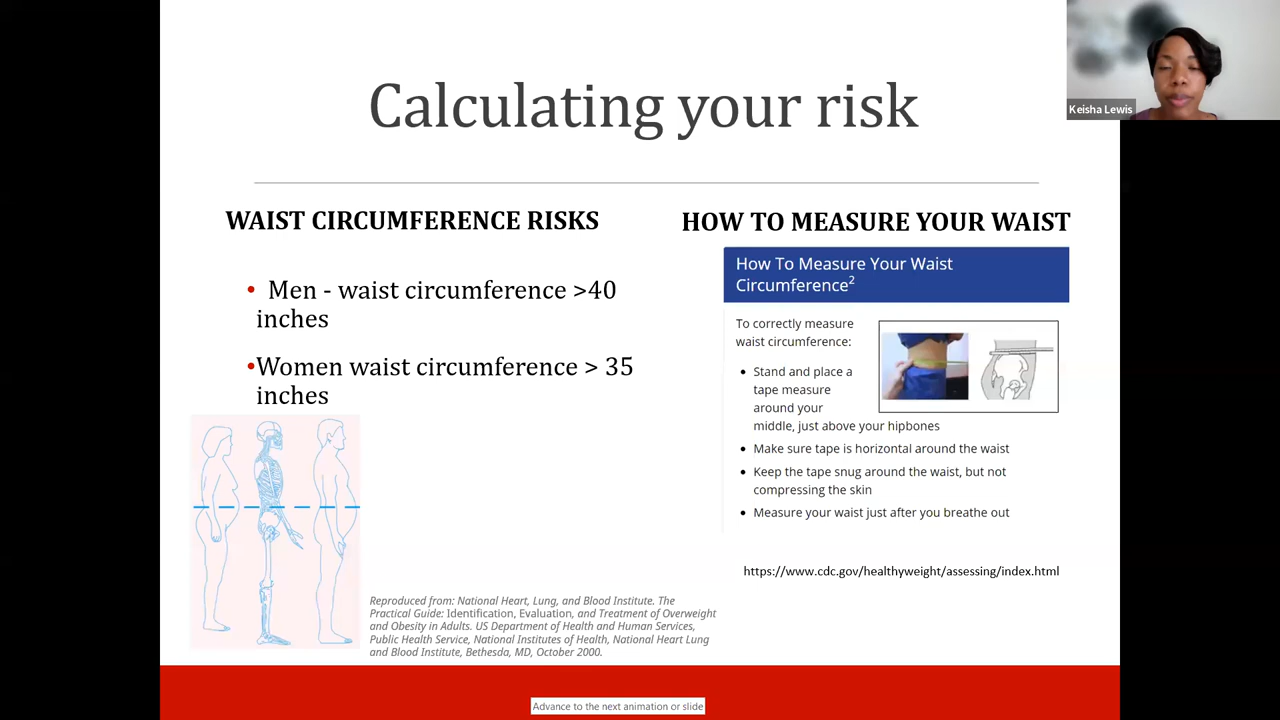 Calculating your risk
Keisha Lewis
WAIST CIRCUMFERENCE RISKS
• Men - waist circumference >40
inches
•Women waist circumference > 35
inches
HOW TO MEASURE YOUR WAIST
How To Measure Your Waist
Circumference²
To correctly measure
waist circumference:
• Stand and place a
tape measure
around your
middle, just above your hipbones
• Make sure tape is horizontal around the waist
• Keep the tape snug around the waist, but not
compressing the skin
• Measure your waist just after you breathe out
https://www.cdc.gov/healthyweight/assessing/index.html
Reproduced from: National Heart, Lung, and Blood Institute. The
Practical Guide: Identification, Evaluation, and Treatment of Overweight
and Obesity in Adults. US Department of Health and Human Services,
Public Health Service, National Institutes of Health, National Heart Lung
and Blood Institute, Bethesda, MD, October 2000.
Advance to the next animation or slide